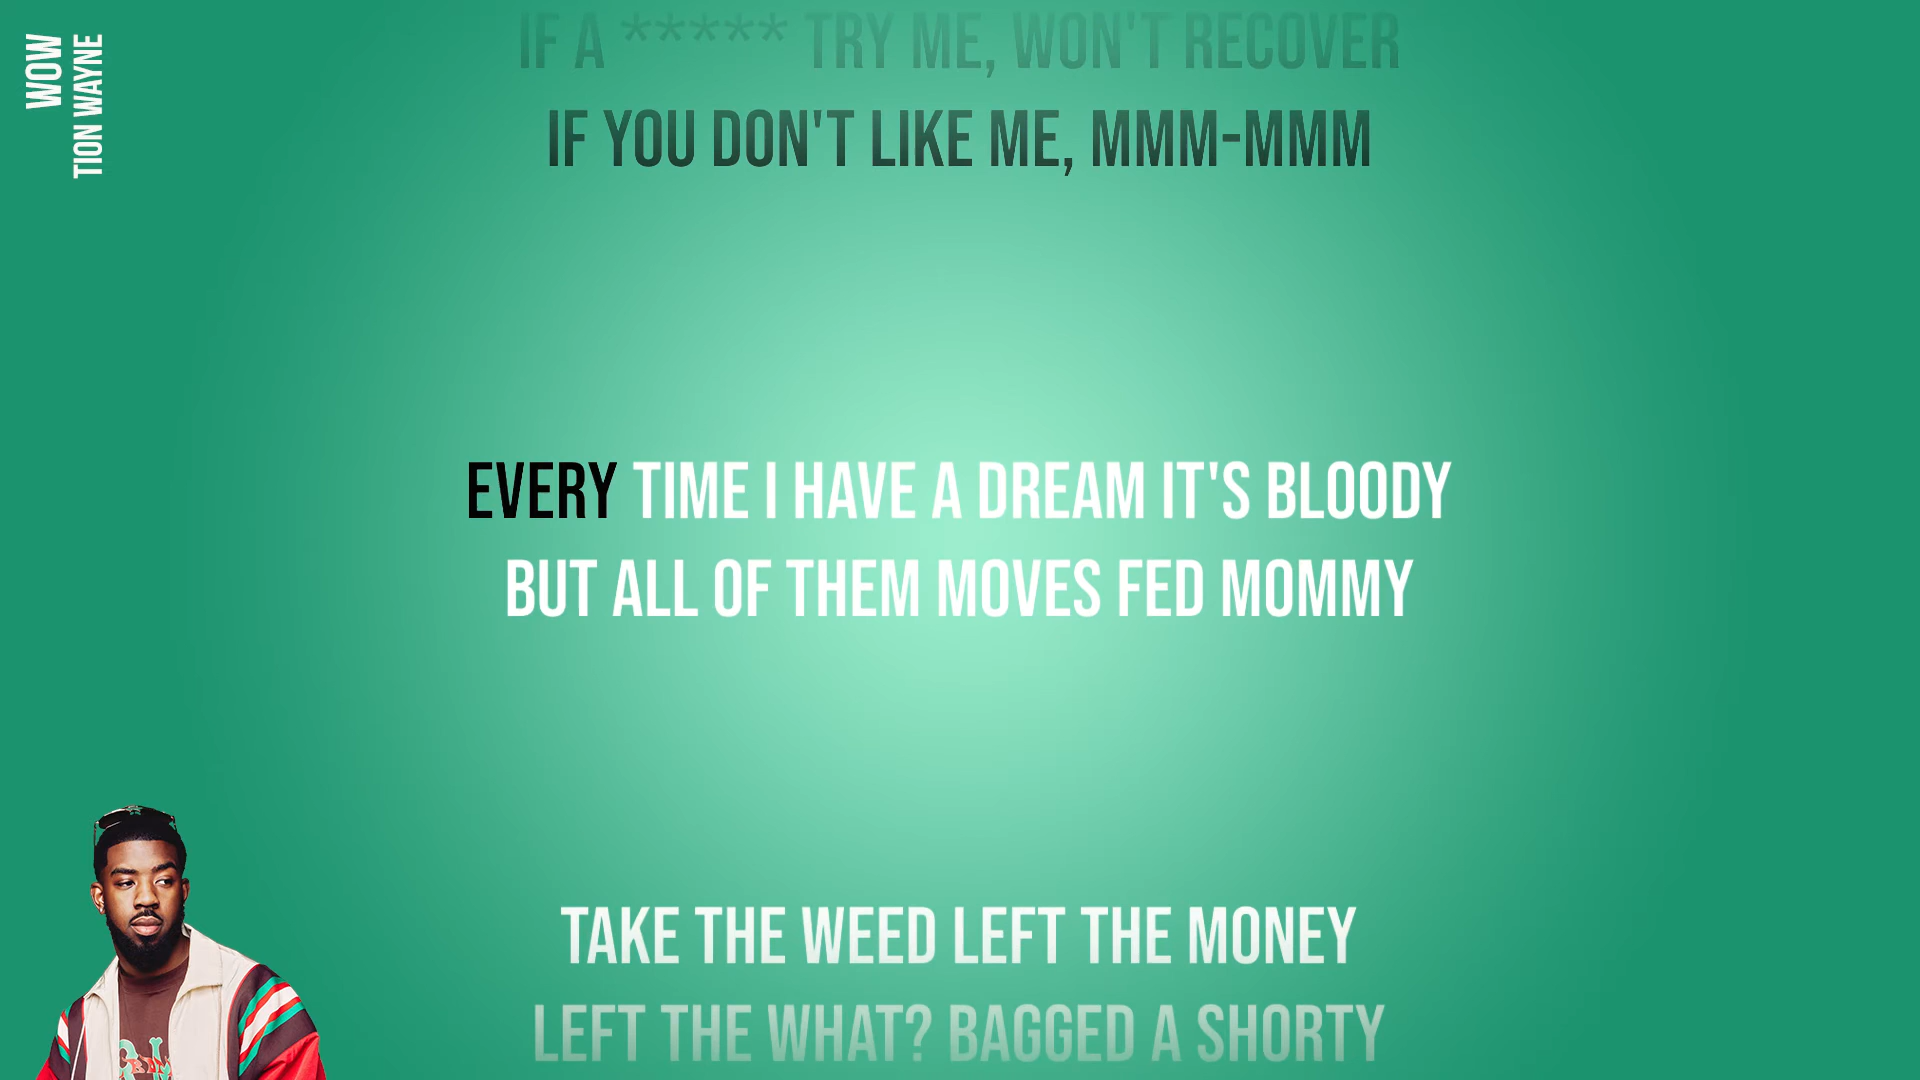 WOW
TION WAYNE
IF A ***** TRY ME, WON'T RECOVER
IF YOU DON'T LIKE ME, MMM-MMM
EVERY TIME I HAVE A DREAM IT'S BLOODY
BUT ALL OF THEM MOVES FED MOMMY
TAKE THE WEED LEFT THE MONEY
LEFT THE WHAT? BAGGED A SHORTY